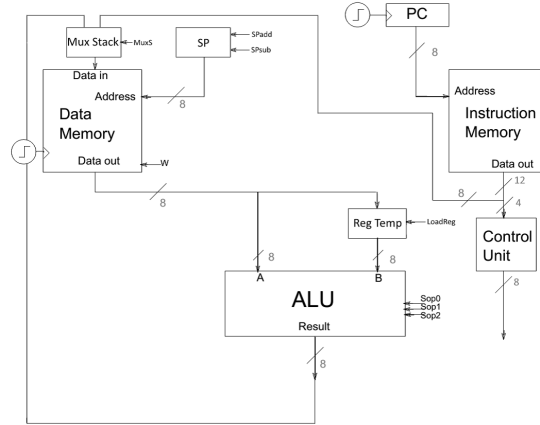 PC
Mux Stack
MuxS
SP
SPadd
SPsub
8
Data in
Address
8
Data
Memory
Data out
W
Address
Instruction
Memory
Data out
12
8
4
8
Reg Temp
LoadReg
Control
Unit
8
8
8
A
B
ALU
Sop0
Sop1
Sop2
Result
8